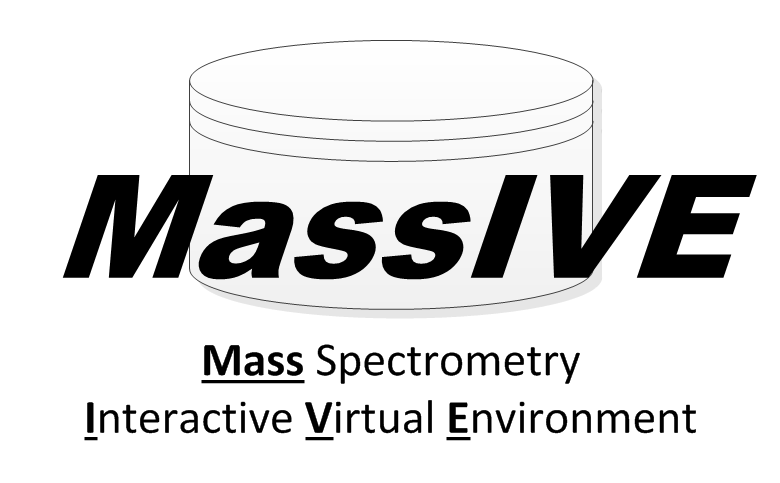 MassIVE
Mass Spectrometry
Interactive Virtual Environment